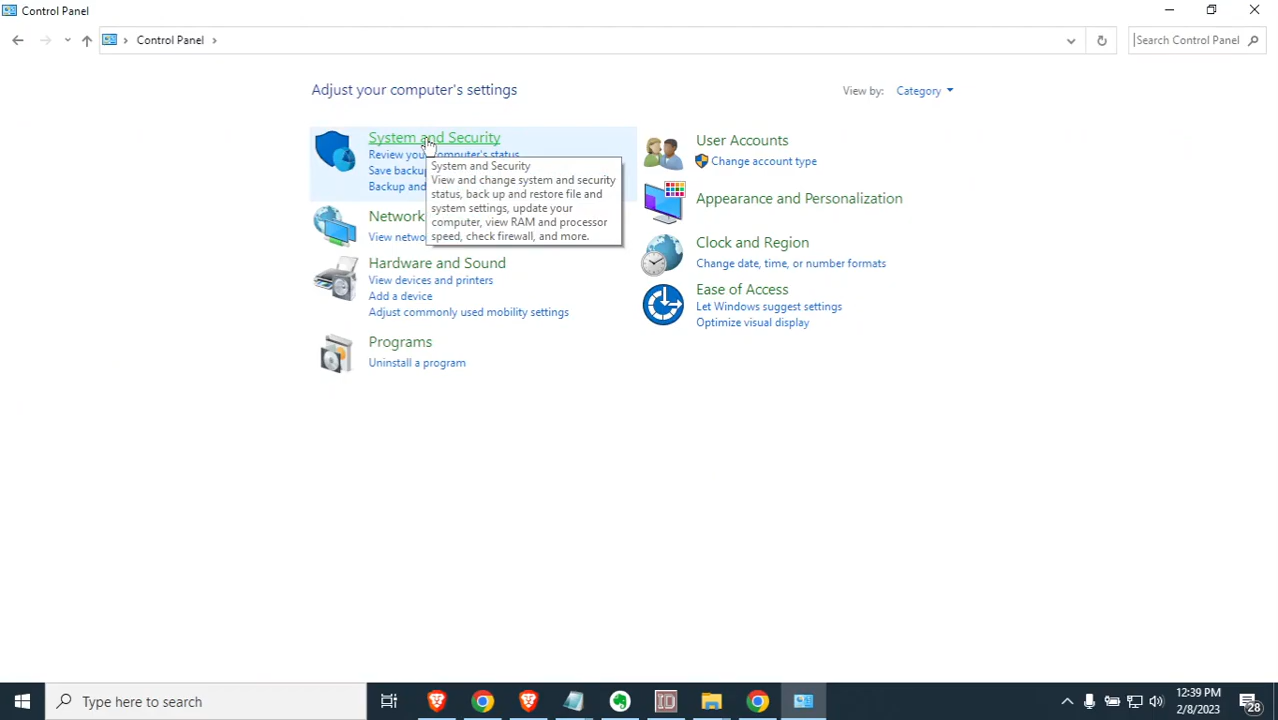 Control Panel
Control Panel
Search Control Panel
Adjust your computer's settings
View by: Category
System and Security
Review your computer's status
Save backup
Backup and
System and Security
View and change system and security
status, back up and restore file and
system settings, update your
computer, view RAM and processor
speed, check firewall, and more.
Network
View netwo
Hardware and Sound
View devices and printers
Add a device
Adjust commonly used mobility settings
Programs
Uninstall a program
User Accounts
Change account type
Appearance and Personalization
Clock and Region
Change date, time, or number formats
Ease of Access
Let Windows suggest settings
Optimize visual display
Type here to search
ID
12:39 PM
2/8/2023
28